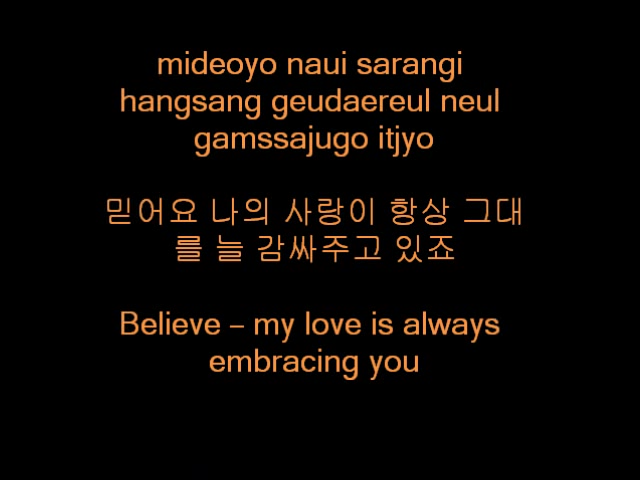 mideoyo naui sarangi
hangsang geudaereul neul
gamssajugo itjyo
믿어요 나의 사랑이 항상 그대
를 늘 감싸주고 있죠
Believe – my love is always
embracing you